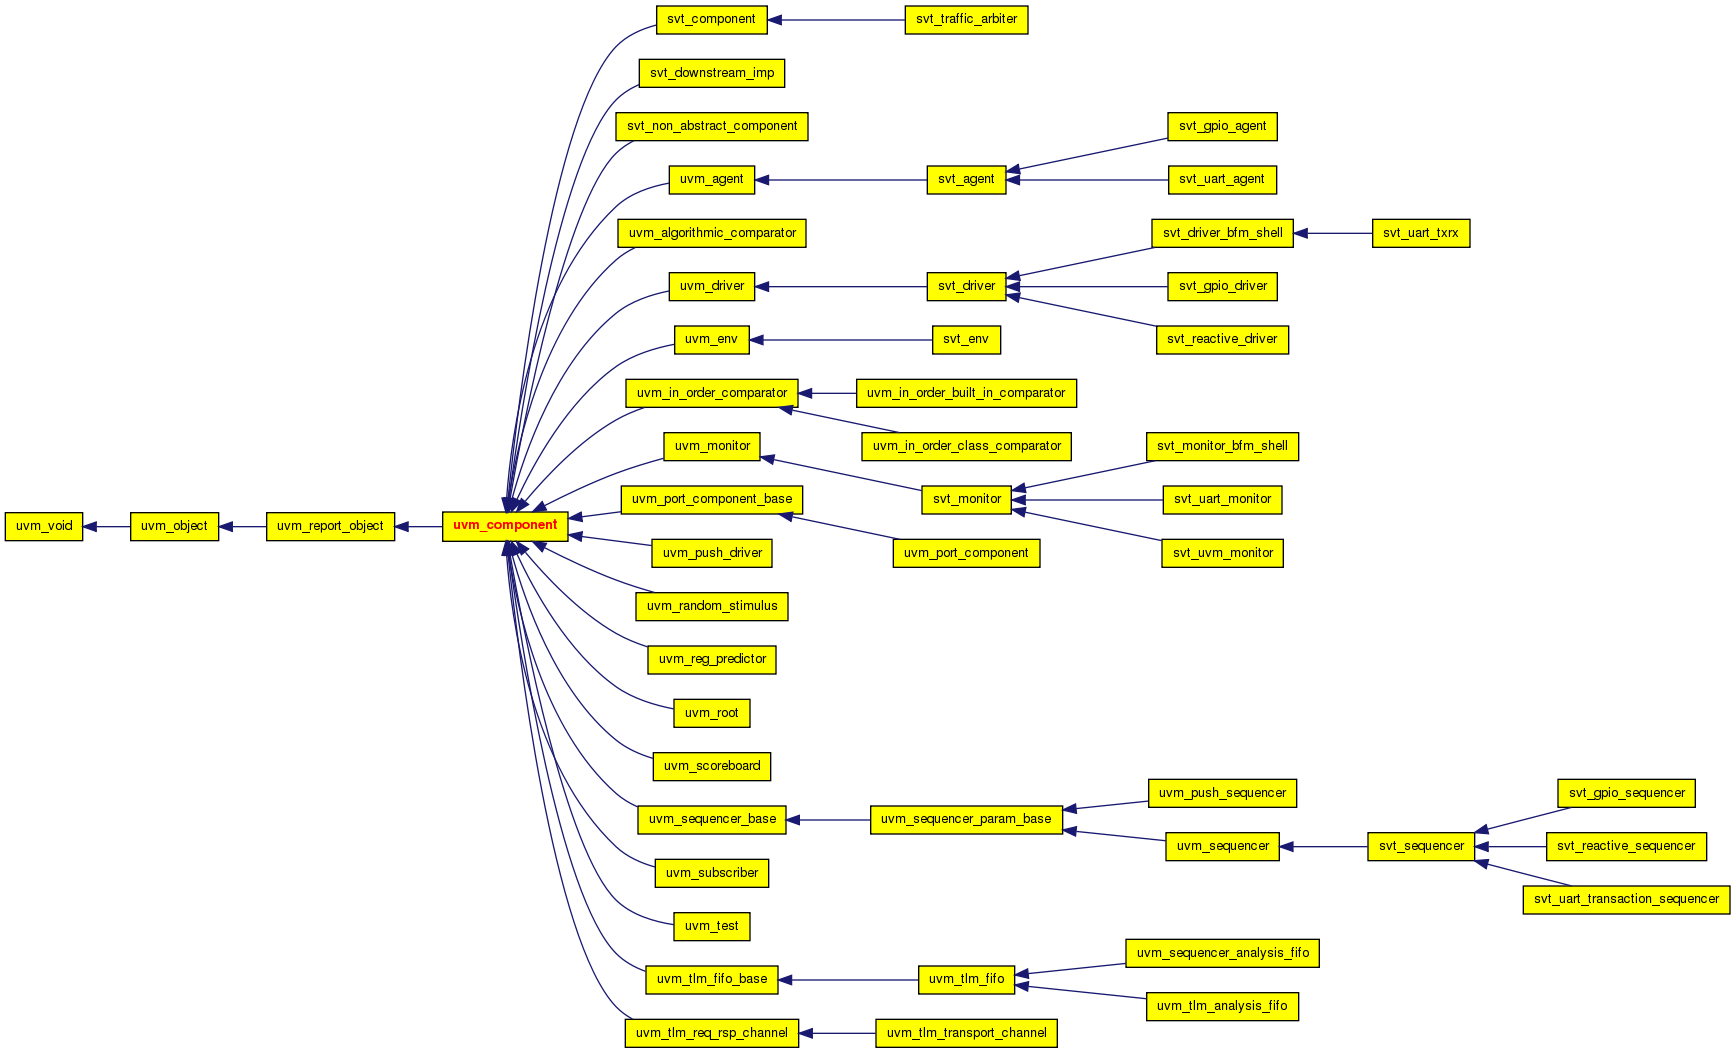 svt_component
svt_traffic_arbiter
svt_downstream_imp
svt_non_abstract_component
svt_gpio_agent
uvm_agent
svt_agent
svt_uart_agent
uvm_algorithmic_comparator
svt_driver_bfm_shell
svt_uart_txrx
uvm_driver
svt_driver
svt_gpio_driver
uvm_env
svt_env
svt_reactive_driver
uvm_in_order_comparator
uvm_in_order_built_in_comparator
uvm_monitor
uvm_in_order_class_comparator
svt_monitor_bfm_shell
uvm_port_component_base
svt_monitor
svt_uart_monitor
uvm_void
uvm_object
uvm_report_object
uvm_component
uvm_push_driver
uvm_port_component
svt_uvm_monitor
uvm_random_stimulus
uvm_reg_predictor
uvm_root
uvm_scoreboard
uvm_push_sequencer
svt_gpio_sequencer
uvm_sequencer_base
uvm_sequencer_param_base
uvm_sequencer
svt_sequencer
svt_reactive_sequencer
uvm_subscriber
svt_uart_transaction_sequencer
uvm_test
uvm_sequencer_analysis_fifo
uvm_tlm_fifo_base
uvm_tlm_fifo
uvm_tlm_analysis_fifo
uvm_tlm_req_rsp_channel
uvm_tlm_transport_channel